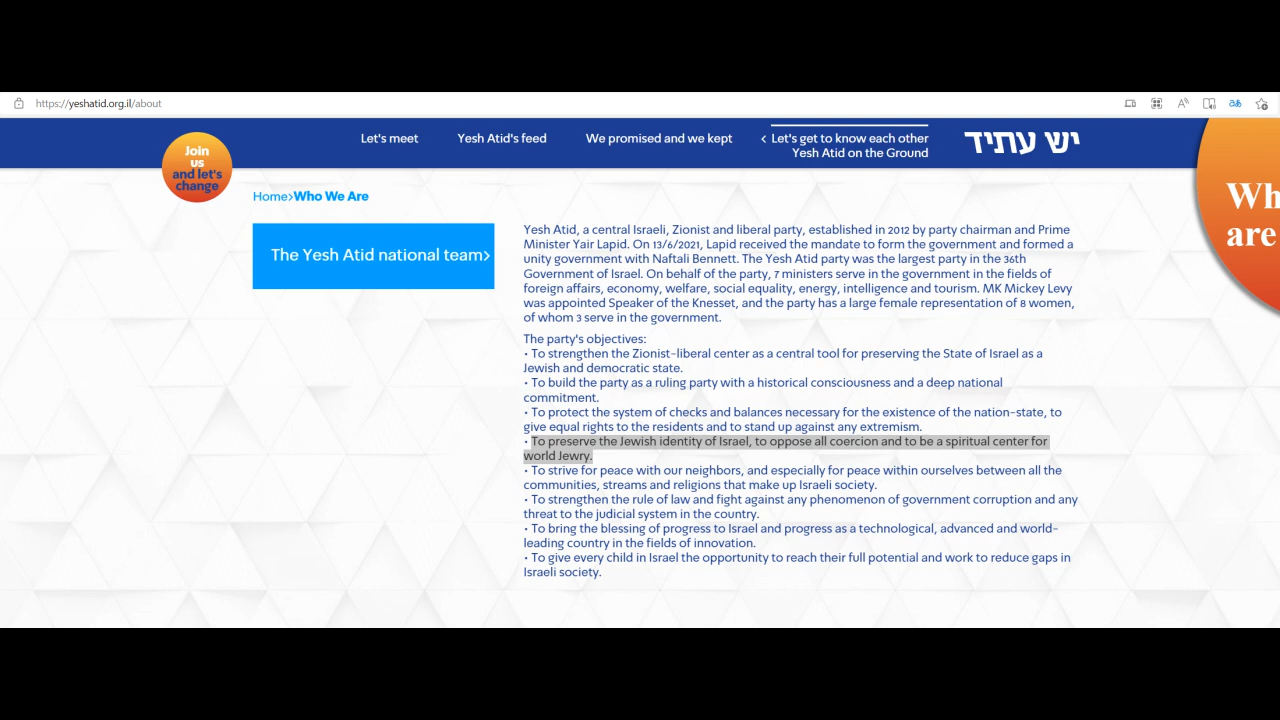 https://yeshatid.org.il/about
Let's meet
Yesh Atid's feed
We promised and we kept
< Let's get to know each other
Yesh Atid on the Ground
יש עתיד
Join
us
and let's
change
Home>Who We Are
Wh
are
The Yesh Atid national team>
Yesh Atid, a central Israeli, Zionist and liberal party, established in 2012 by party chairman and Prime
Minister Yair Lapid. On 13/6/2021, Lapid received the mandate to form the government and formed a
unity government with Naftali Bennett. The Yesh Atid party was the largest party in the 36th
Government of Israel. On behalf of the party, 7 ministers serve in the government in the fields of
foreign affairs, economy, welfare, social equality, energy, intelligence and tourism. MK Mickey Levy
was appointed Speaker of the Knesset, and the party has a large female representation of 8 women,
of whom 3 serve in the government.
The party's objectives:
• To strengthen the Zionist-liberal center as a central tool for preserving the State of Israel as a
Jewish and democratic state.
• To build the party as a ruling party with a historical consciousness and a deep national
commitment.
• To protect the system of checks and balances necessary for the existence of the nation-state, to
give equal rights to the residents and to stand up against any extremism.
• To preserve the Jewish identity of Israel, to oppose all coercion and to be a spiritual center for
world Jewry.
• To strive for peace with our neighbors, and especially for peace within ourselves between all the
communities, streams and religions that make up Israeli society.
• To strengthen the rule of law and fight against any phenomenon of government corruption and any
threat to the judicial system in the country.
• To bring the blessing of progress to Israel and progress as a technological, advanced and world-
leading country in the fields of innovation.
• To give every child in Israel the opportunity to reach their full potential and work to reduce gaps in
Israeli society.